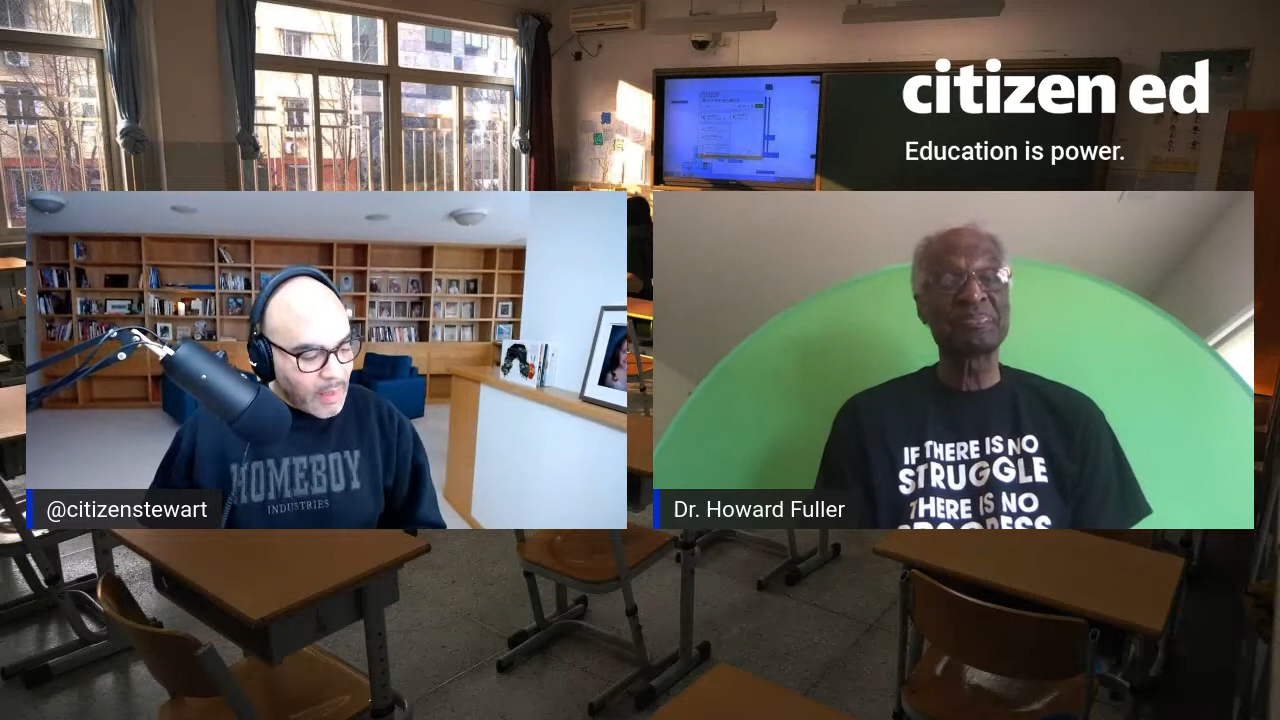 citizen ed
Education is power.
HOMEBOY
INDUSTRIES
@citizenstewart
IF THERE IS NO
STRUGGLE
THERE IS NO
PROGRESS
Dr. Howard Fuller